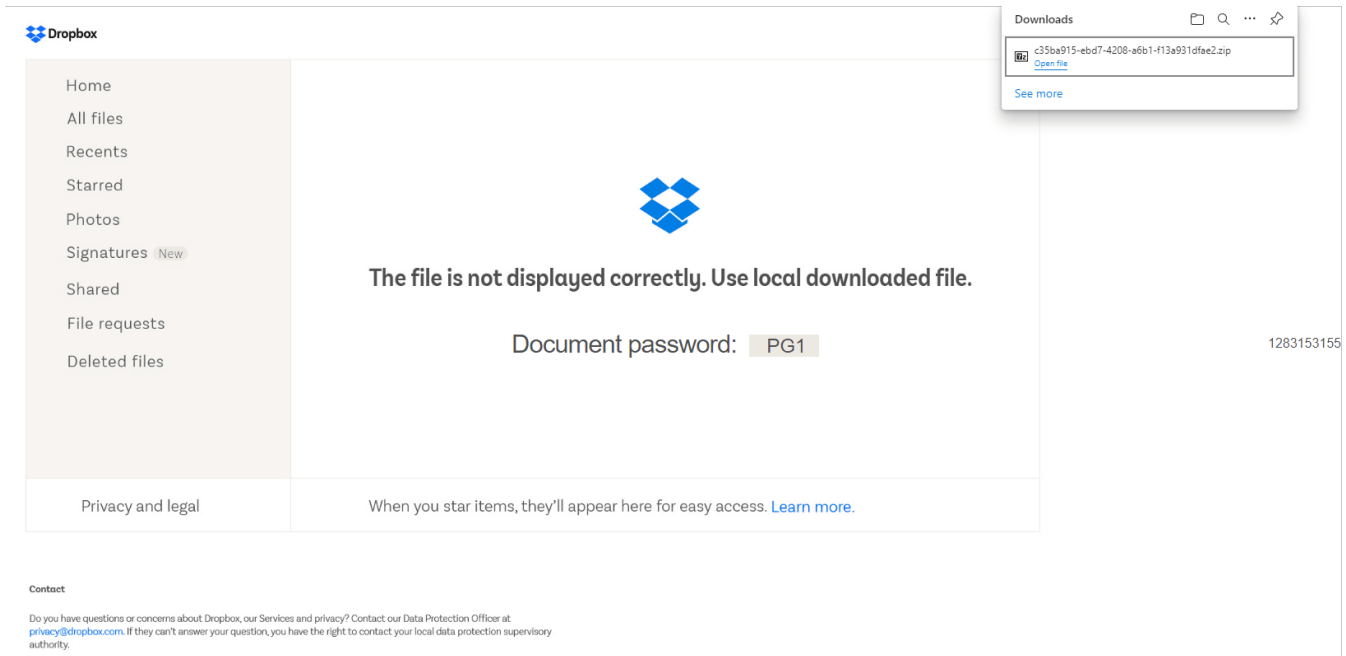 Dropbox
Downloads
c35ba915-ebd7-4208-a6b1-f13a931dfae2.zip
Open file
See more
Home
All files
Recents
Starred
Photos
Signatures New
Shared
File requests
Deleted files
The file is not displayed correctly. Use local downloaded file.
Document password: PG1
1283153155
Privacy and legal
When you star items, they'll appear here for easy access. Learn more.
Contact
Do you have questions or concerns about Dropbox, our Services and privacy? Contact our Data Protection Officer at
privacy@dropbox.com. If they can't answer your question, you have the right to contact your local data protection supervisory
authority.